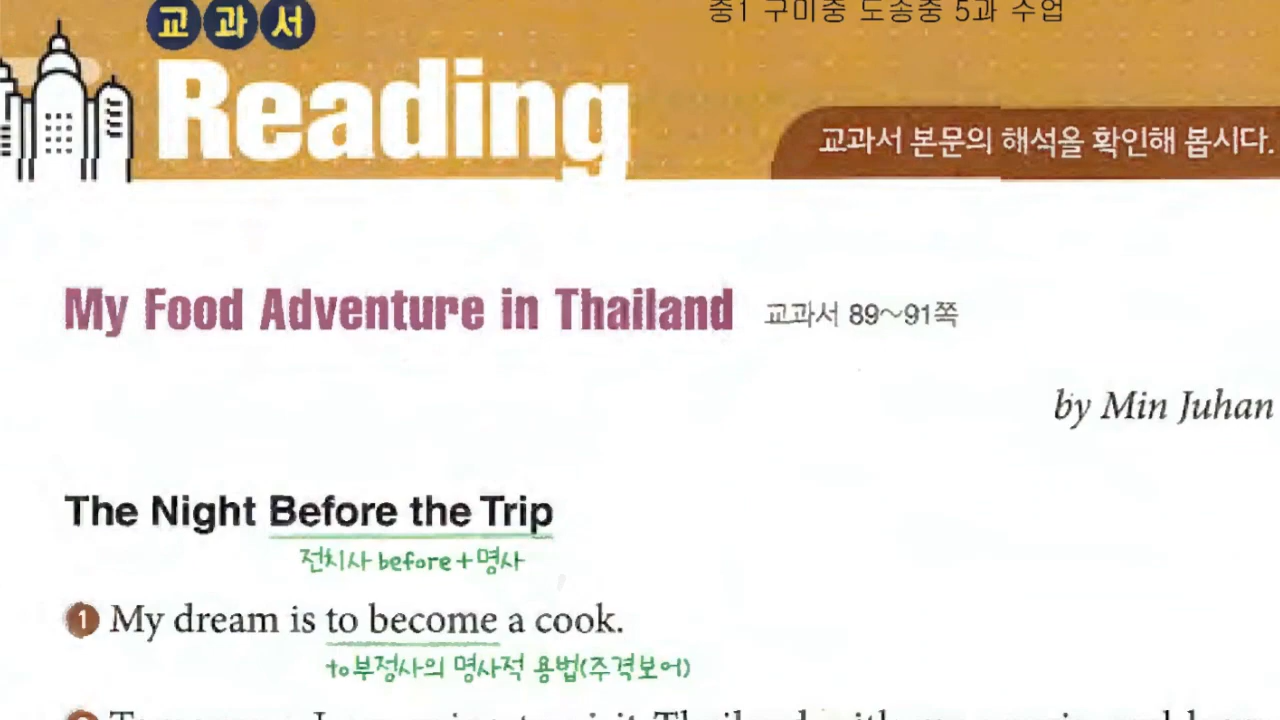 교과서
중1 구미중 도송중 5과 수업
Reading
교과서 본문의 해석을 확인해 봅시다.
My Food Adventure in Thailand 교과서 89~91쪽
by Min Juhan
The Night Before the Trip
전치사 before+명사
1 My dream is to become a cook.
to부정사의 명사적 용법(주격보어)